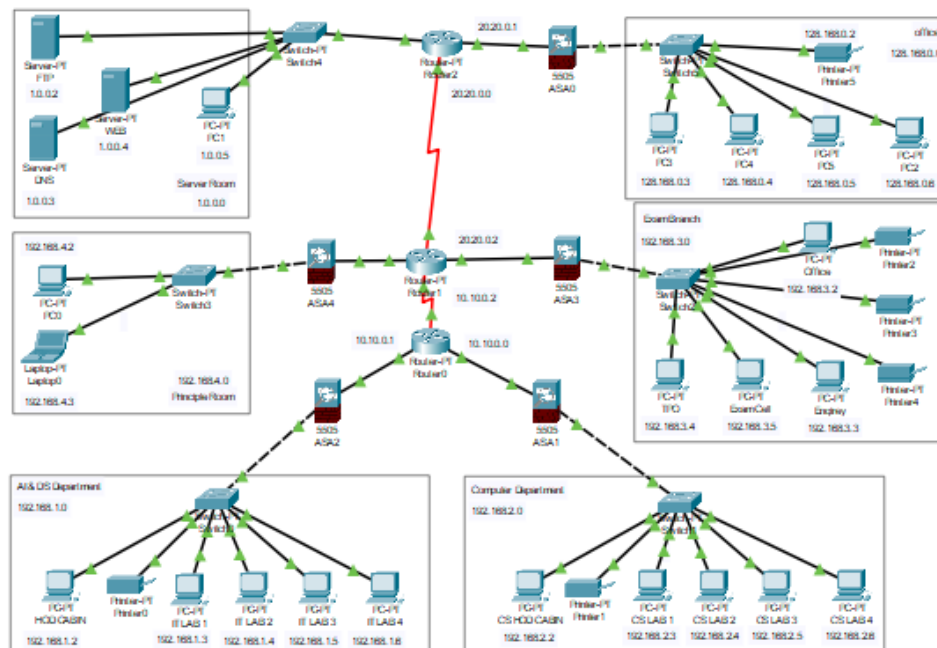 Server-PT
FTP
1.0.0.2
Server-PT
WEB
1.0.0.4
Server-PT
DNS
1.0.0.3
PC-PT
PC1
1.0.0.5
Server Room
1.0.0.0
Switch-PT
Switch4
Router-PT
Router2
20.20.0.1
20.20.0.0
5505
ASA0
128.168.0.2
Printer-PT
Printer5
PC-PT
PC3
128.168.0.3
PC-PT
PC4
128.168.0.4
PC-PT
PC5
128.168.0.5
PC-PT
PC2
128.168.0.6
192.168.4.2
PC-PT
PC0
Laptop-PT
Laptop0
192.168.4.3
Switch-PT
Switch3
192.168.4.0
Principle Room
5505
ASA4
20.20.0.2
Router-PT
Router1
10.10.0.2
5505
ASA3
Exam Branch
192.168.3.0
PC-PT
Office
192.168.3.2
Printer-PT
Printer2
Printer-PT
Printer3
Printer-PT
Printer4
PC-PT
TPO
192.168.3.4
PC-PT
ExamCell
192.168.3.5
PC-PT
Enqirey
192.168.3.3
10.10.0.1
Router-PT
Router0
10.10.0.0
5505
ASA2
5505
ASA1
AI & DS Department
192.168.1.0
PC-PT
HOD CABIN
192.168.1.2
Printer-PT
Printer0
PC-PT
IT LAB 1
192.168.1.3
PC-PT
IT LAB 2
192.168.1.4
PC-PT
IT LAB 3
192.168.1.5
PC-PT
IT LAB 4
192.168.1.6
Computer Department
192.168.2.0
PC-PT
CS HOD CABIN
192.168.2.2
Printer-PT
Printer1
PC-PT
CS LAB 1
192.168.2.3
PC-PT
CS LAB 2
192.168.2.4
PC-PT
CS LAB 3
192.168.2.5
PC-PT
CS LAB 4
192.168.2.6